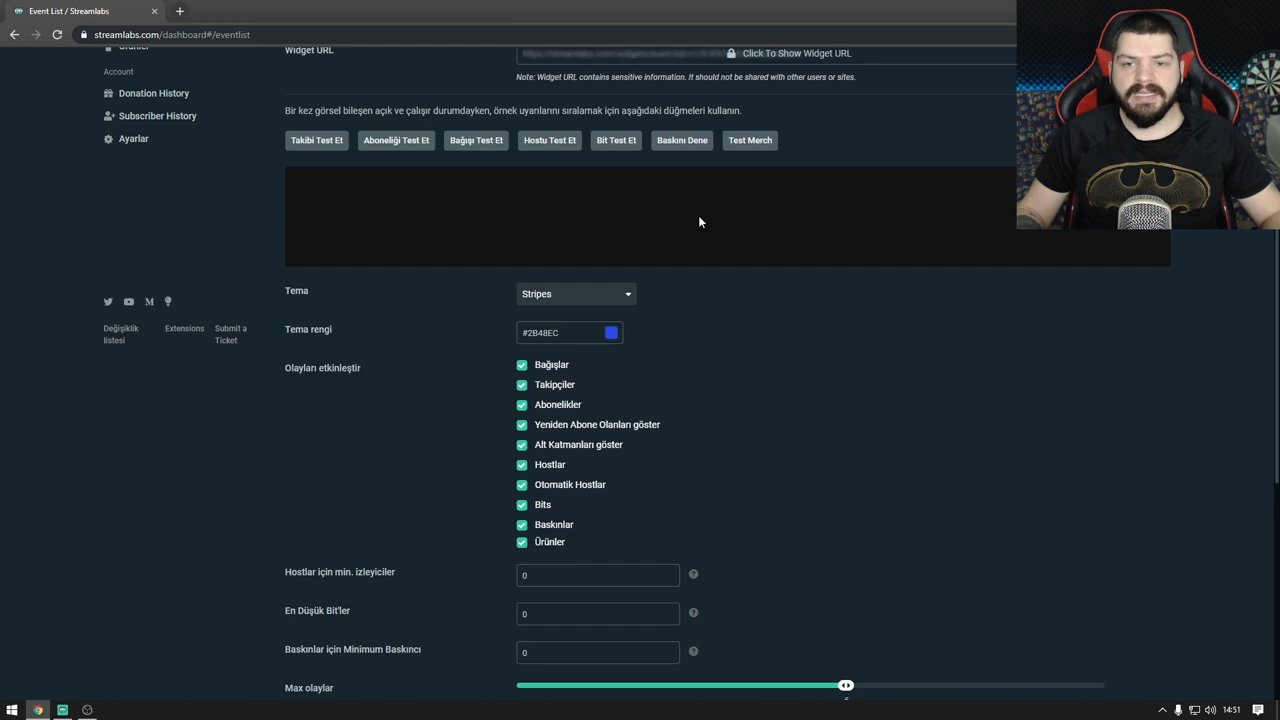 Event List / Streamlabs
streamlabs.com/dashboard#/eventlist
Widget URL
Click To Show Widget URL
Note: Widget URL contains sensitive information. It should not be shared with other users or sites.
Account
Donation History
Subscriber History
Ayarlar
Bir kez görsel bileşen açık ve çalışır durumdayken, örnek uyarılarını sıralamak için aşağıdaki düğmeleri kullanın.
Takibi Test Et
Aboneliği Test Et
Bağışı Test Et
Hostu Test Et
Bit Test Et
Baskını Dene
Test Merch
Değişiklik listesi
Extensions
Submit a Ticket
Tema
Stripes
Tema rengi
#2B48EC
Olayları etkinleştir
Bağışlar
Takipçiler
Abonelikler
Yeniden Abone Olanları göster
Alt Katmanları göster
Hostlar
Otomatik Hostlar
Bits
Baskınlar
Ürünler
Hostlar için min. izleyiciler
0
En Düşük Bit'ler
0
Baskınlar için Minimum Baskıncı
0
Max olaylar
14:51